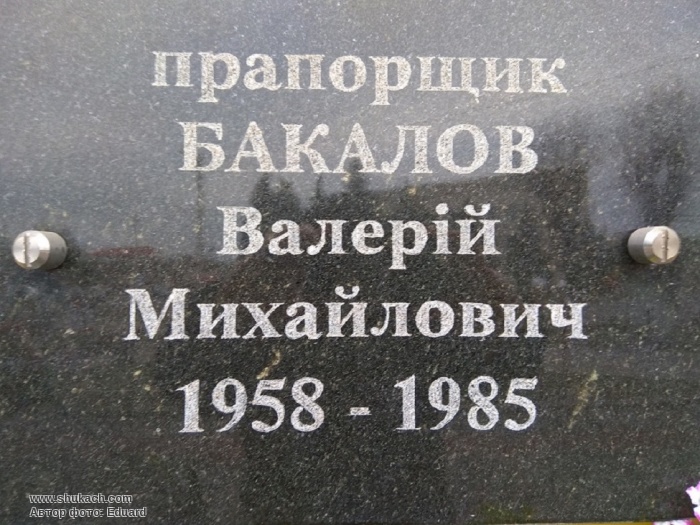 прапорщик
БАКАЛОВ
Валерій
Михайлович
1958 - 1985
www.shukach.com
Автор фото: Eduard